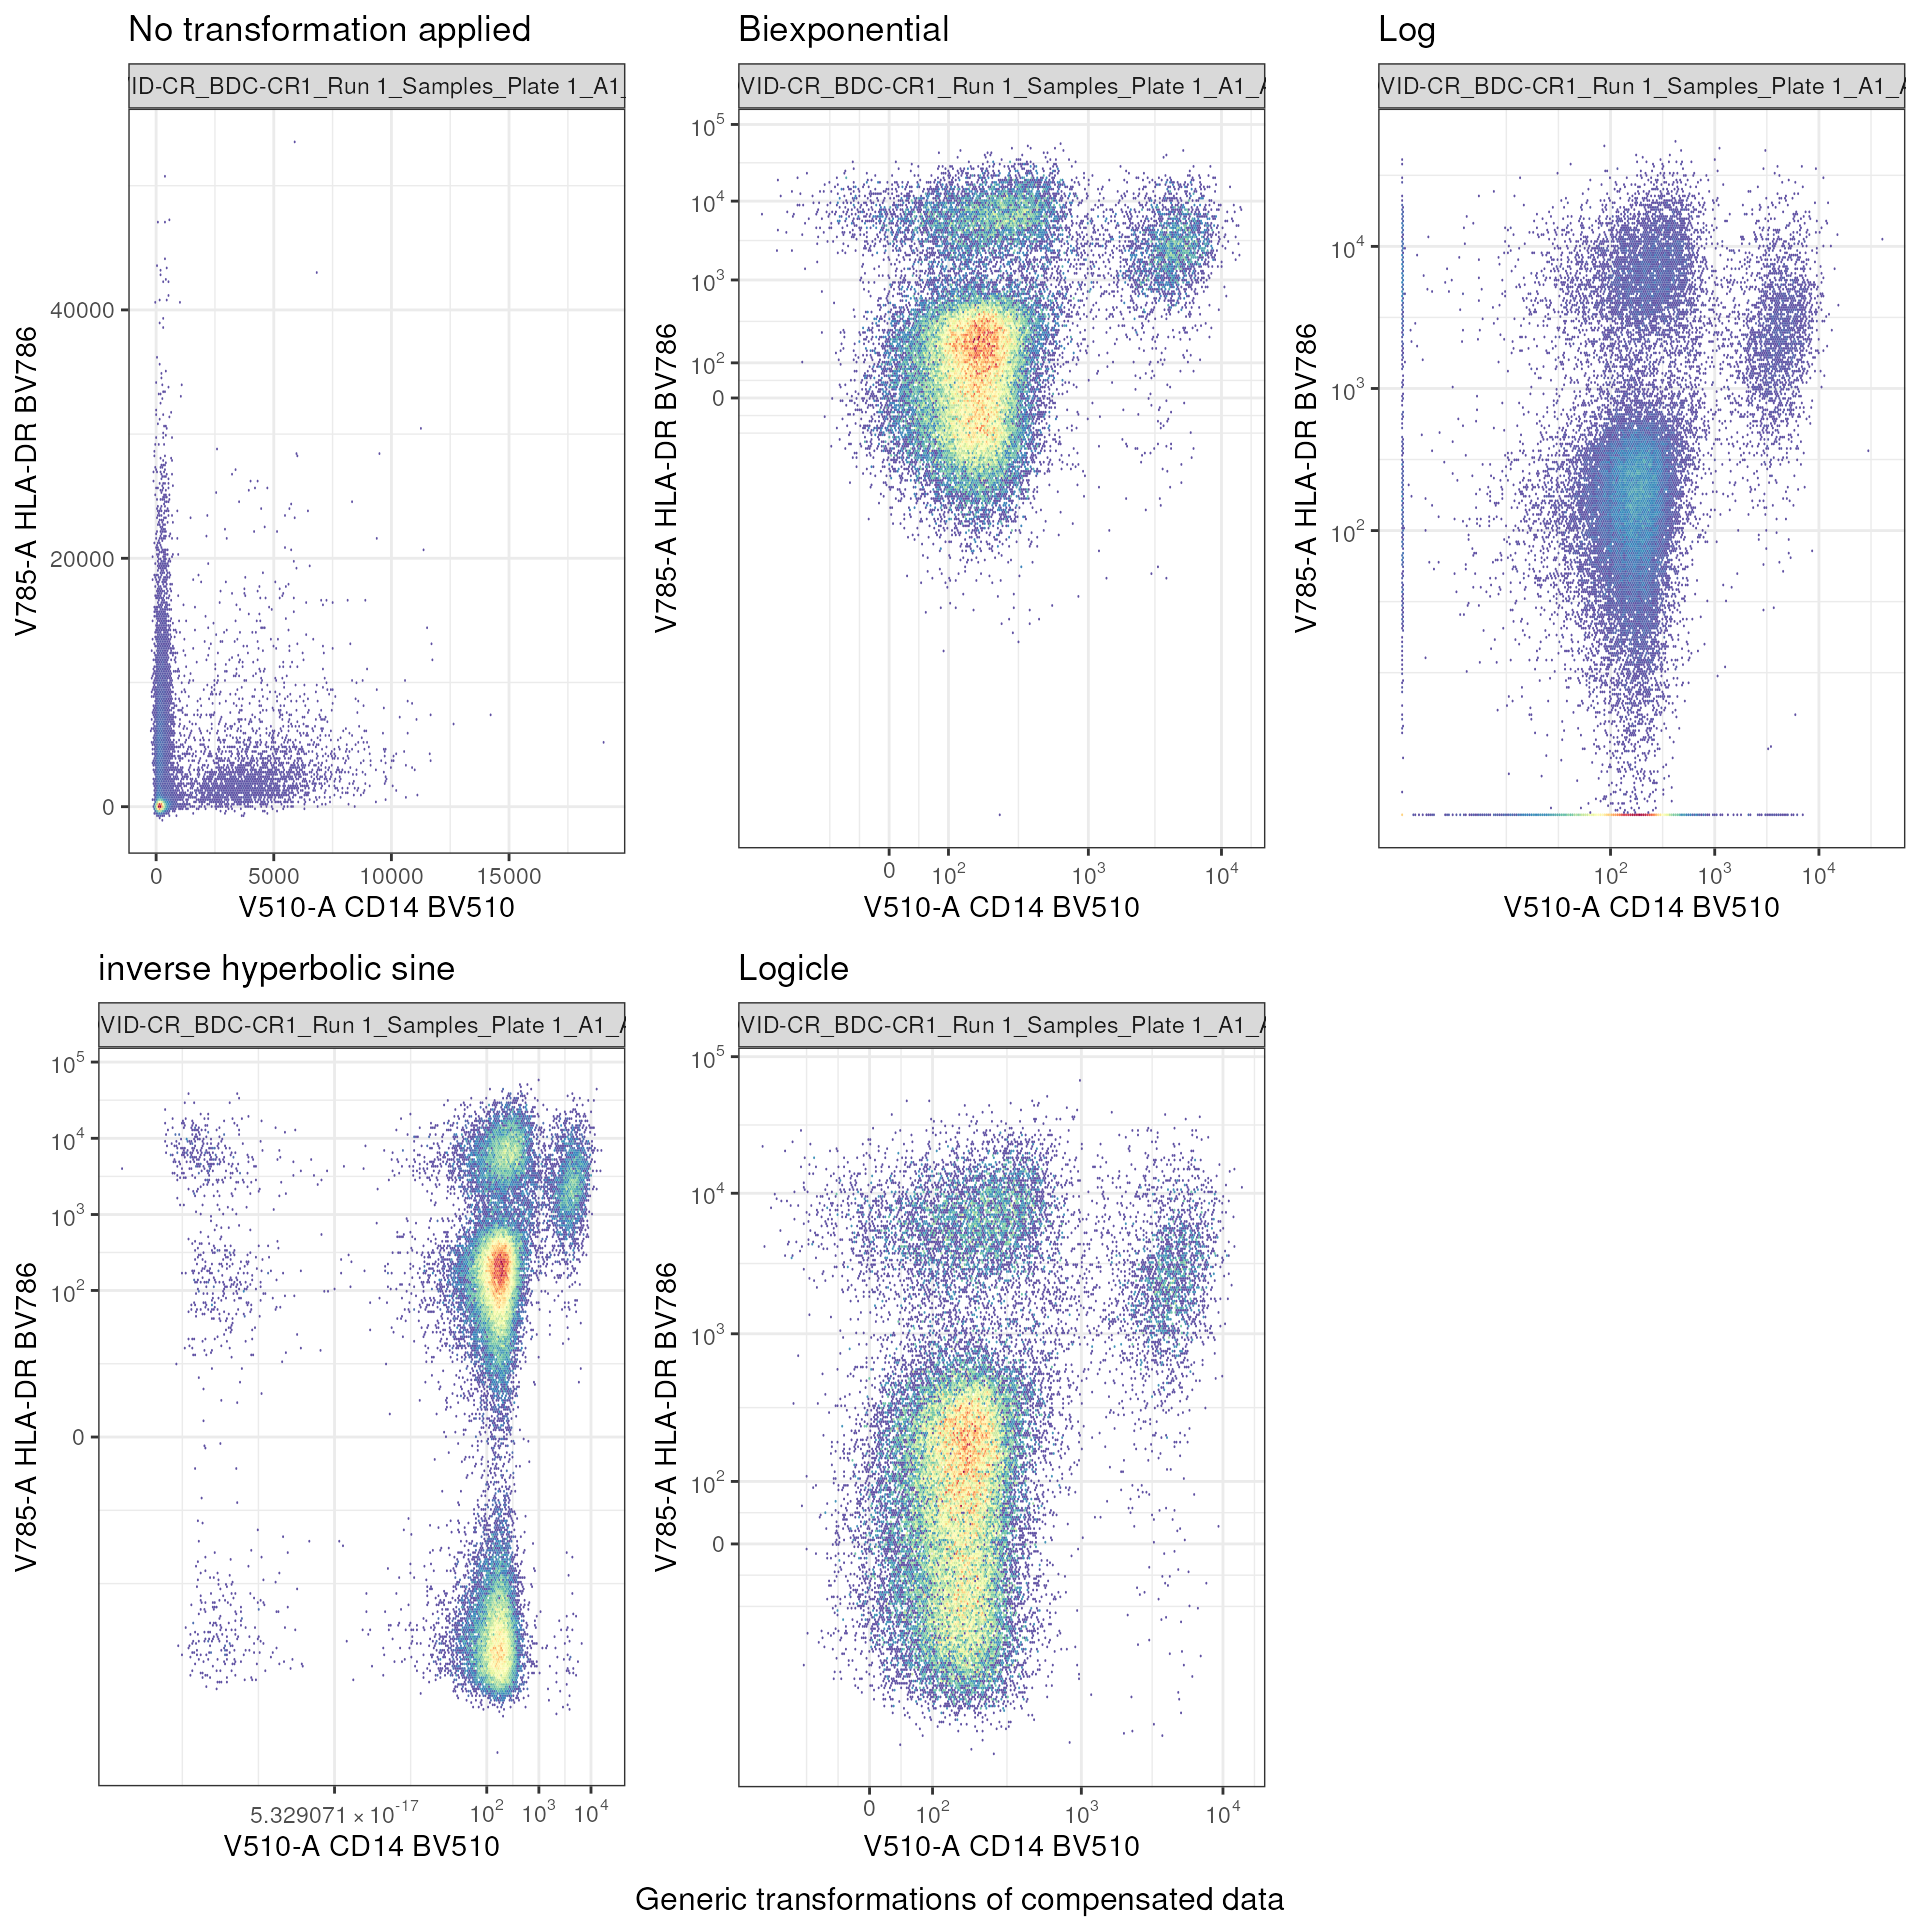 No transformation applied
ID-CR_BDC-CR1_Run 1_Samples_Plate 1_A1_
V785-A HLA-DR BV786
40000
20000
0
0 5000 10000 15000
V510-A CD14 BV510
Biexponential
VID-CR_BDC-CR1_Run 1_Samples_Plate 1_A1_A
V785-A HLA-DR BV786
10^5
10^4
10^3
10^2
0
0 10^2 10^3 10^4
V510-A CD14 BV510
Log
VID-CR_BDC-CR1_Run 1_Samples_Plate 1_A1_A
V785-A HLA-DR BV786
10^4
10^3
10^2
10^2 10^3 10^4
V510-A CD14 BV510
inverse hyperbolic sine
VID-CR_BDC-CR1_Run 1_Samples_Plate 1_A1_A
V785-A HLA-DR BV786
10^5
10^4
10^3
10^2
0
5.329071 × 10^-17 10^2 10^3 10^4
V510-A CD14 BV510
Logicle
VID-CR_BDC-CR1_Run 1_Samples_Plate 1_A1_A
V785-A HLA-DR BV786
10^5
10^4
10^3
10^2
0
0 10^2 10^3 10^4
V510-A CD14 BV510
Generic transformations of compensated data